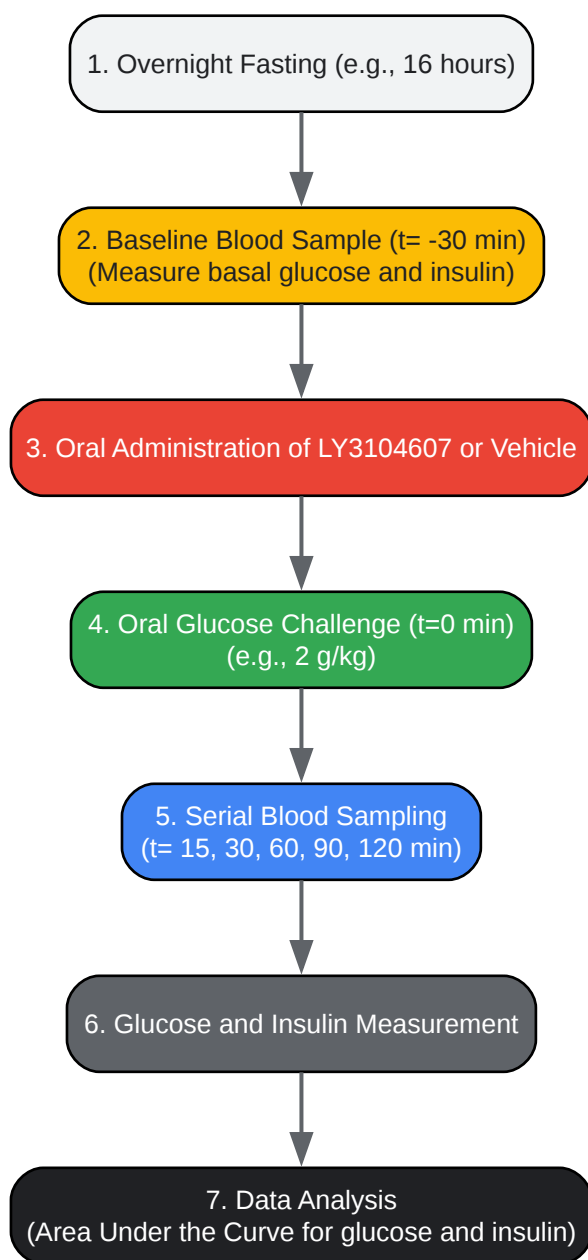 1. Overnight Fasting (e.g., 16 hours)
2. Baseline Blood Sample (t= -30 min)
(Measure basal glucose and insulin)
3. Oral Administration of LY3104607 or Vehicle
4. Oral Glucose Challenge (t=0 min)
(e.g., 2 g/kg)
5. Serial Blood Sampling
(t= 15, 30, 60, 90, 120 min)
6. Glucose and Insulin Measurement
7. Data Analysis
(Area Under the Curve for glucose and insulin)